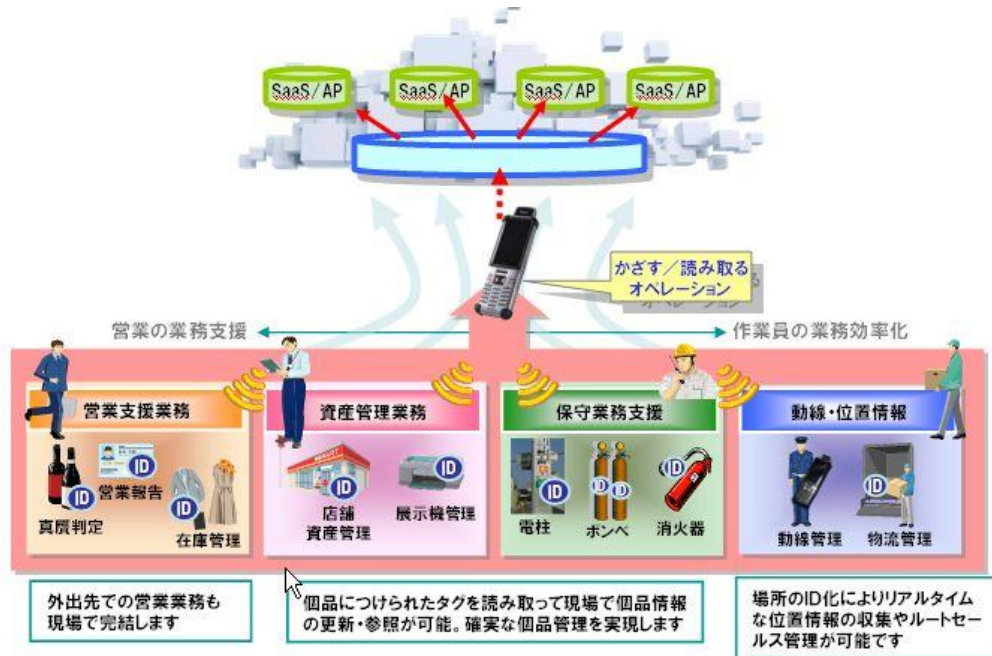 SaaS/AP
SaaS/AP
SaaS/AP
SaaS/AP
かざす/読み取る
オペレーション
営業の業務支援
作業員の業務効率化
営業支援業務
資産管理業務
保守業務支援
動線・位置情報
ID
営業報告
真贋判定
ID
ID
在庫管理
ID
店舗
資産管理
ID
展示機管理
ID
電柱
ID
ID
ボンベ
ID
消火器
動線管理
ID
物流管理
外出先での営業業務も
現場で完結します
個品につけられたタグを読み取って現場で個品情報
の更新・参照が可能。確実な個品管理を実現します
場所のID化によりリアルタイム
な位置情報の収集やルートセー
ルス管理が可能です